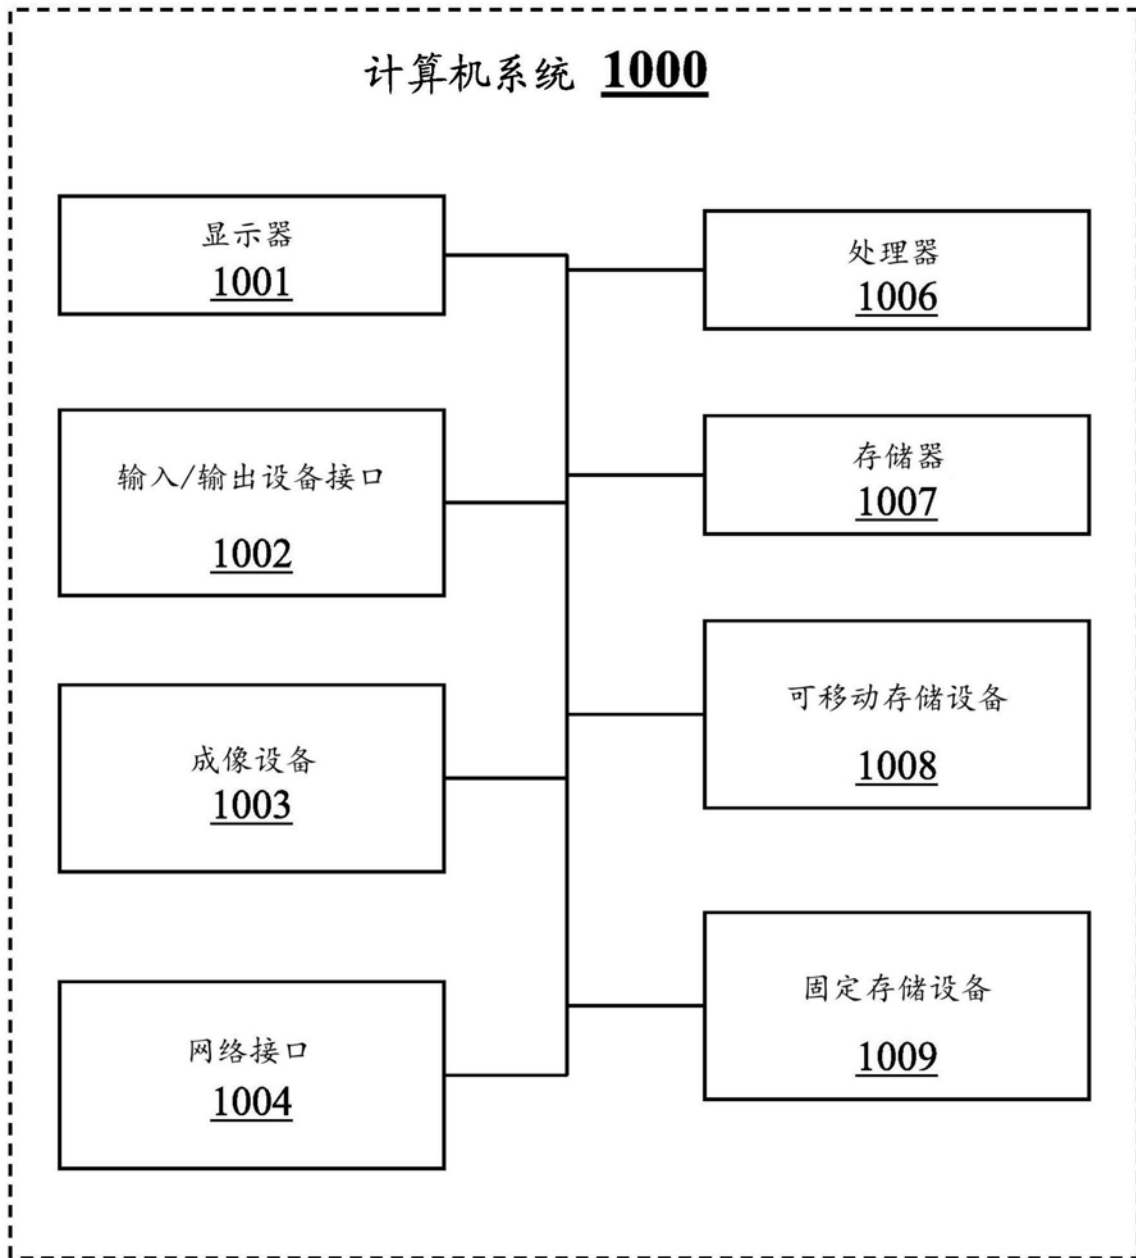 计算机系统 1000
显示器
1001
输入/输出设备接口
1002
成像设备
1003
网络接口
1004
处理器
1006
存储器
1007
可移动存储设备
1008
固定存储设备
1009